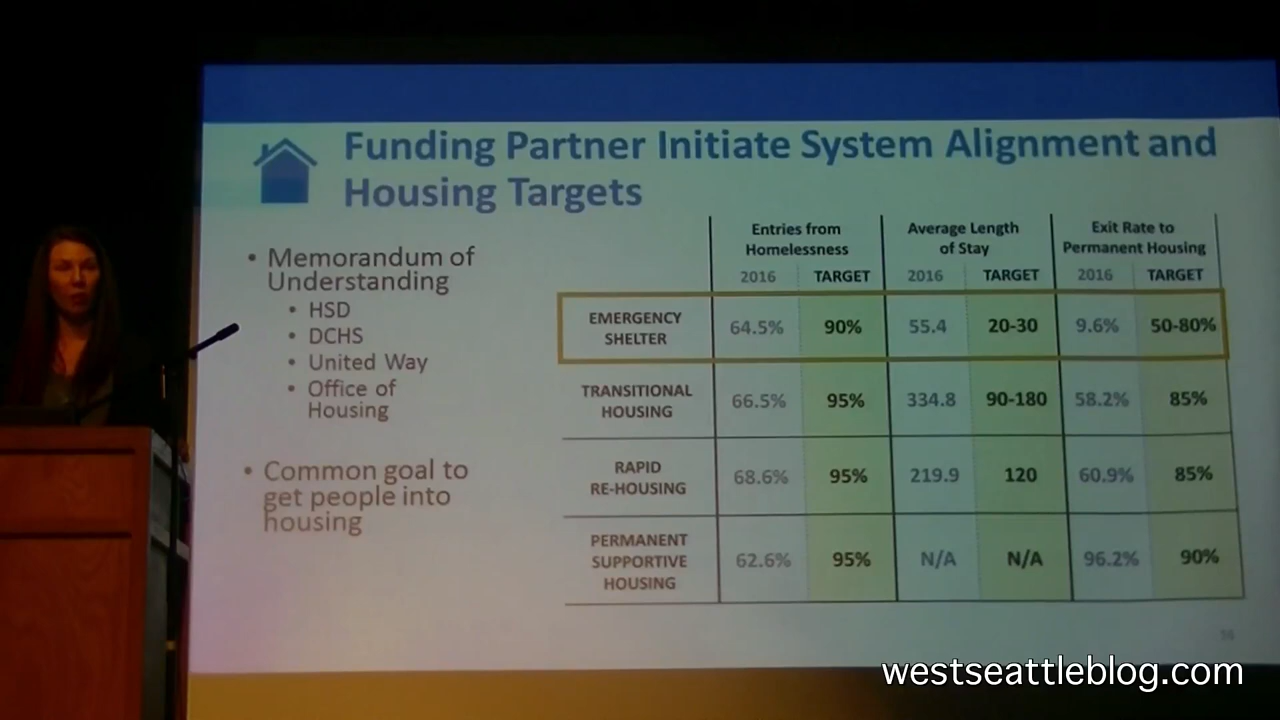 Funding Partner Initiate System Alignment and
Housing Targets
• Memorandum of
Understanding
• HSD
• DCHS
• United Way
• Office of
Housing
• Common goal to
get people into
housing
Entries from
Homelessness
Average Length
of Stay
Exit Rate to
Permanent Housing
2016 TARGET 2016 TARGET 2016 TARGET
EMERGENCY
SHELTER
64.5% 90% 55.4 20-30 9.6% 50-80%
TRANSITIONAL
HOUSING
66.5% 95% 334.8 90-180 58.2% 85%
RAPID
RE-HOUSING
68.6% 95% 219.9 120 60.9% 85%
PERMANENT
SUPPORTIVE
HOUSING
62.6% 95% N/A N/A 96.2% 90%
westseattleblog.com